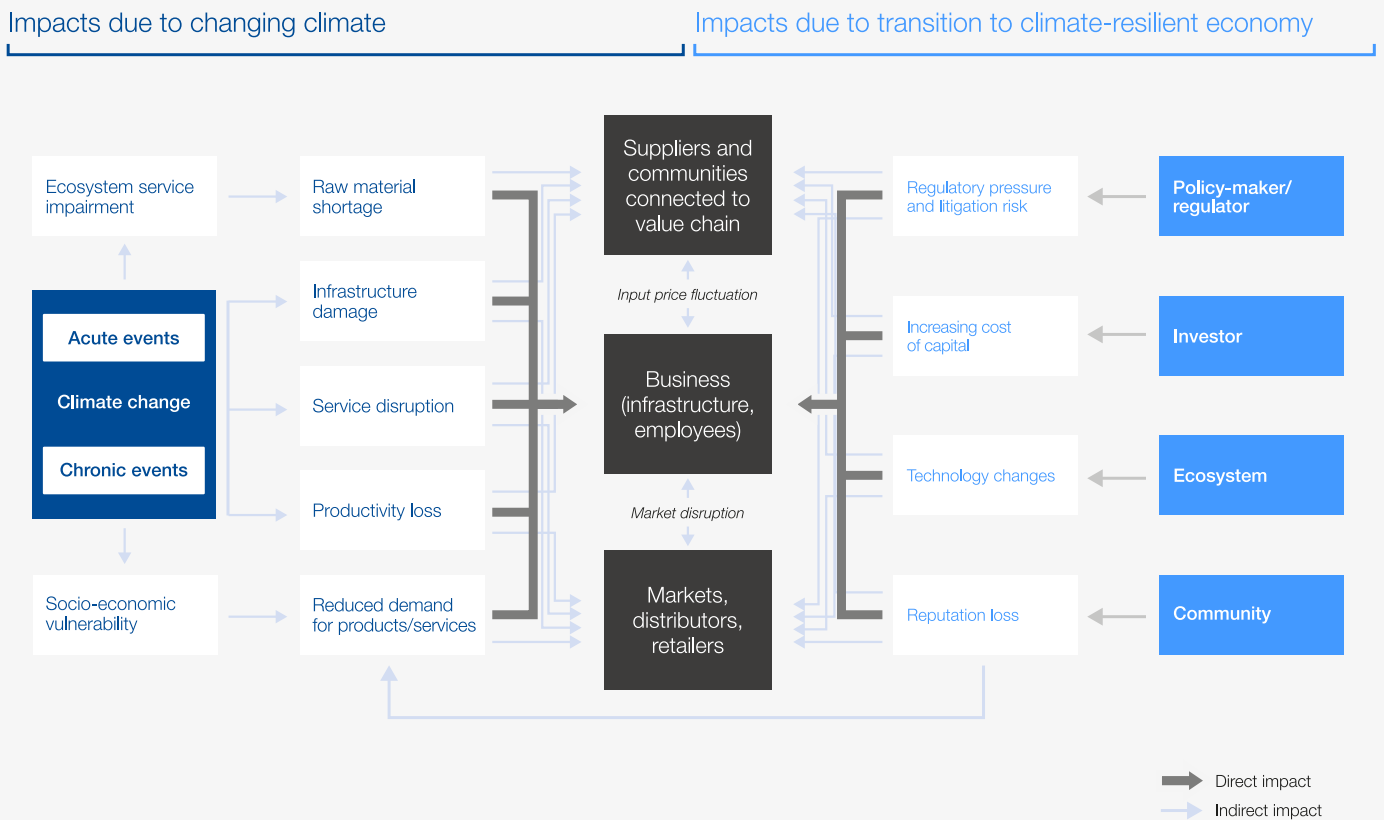 Impacts due to changing climate
Impacts due to transition to climate-resilient economy
Ecosystem service
impairment
Acute events
Climate change
Chronic events
Socio-economic
vulnerability
Raw material
shortage
Infrastructure
damage
Service disruption
Productivity loss
Reduced demand
for products/services
Suppliers and
communities
connected to
value chain
Input price fluctuation
Business
(infrastructure,
employees)
Market disruption
Markets,
distributors,
retailers
Regulatory pressure
and litigation risk
Increasing cost
of capital
Technology changes
Reputation loss
Policy-maker/
regulator
Investor
Ecosystem
Community
Direct impact
Indirect impact